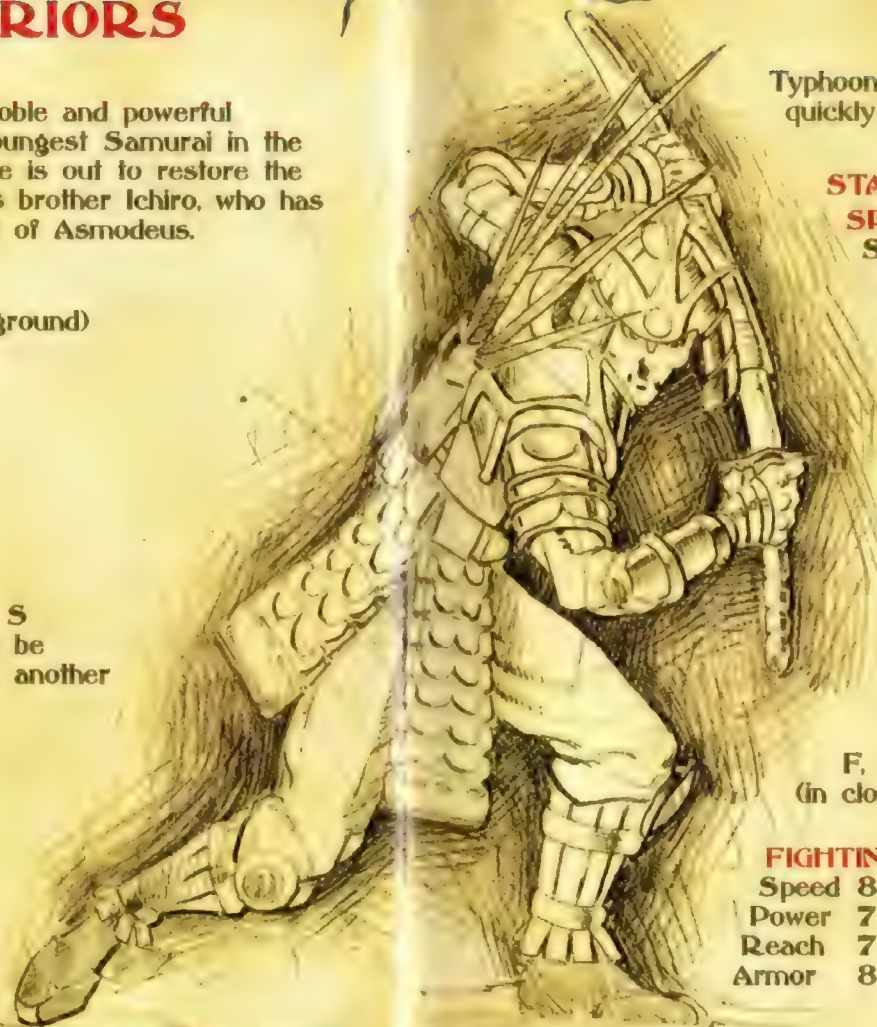 RIORS
oble and powerful
oungest Samurai in the
e is out to restore the
s brother Ichiro, who has
of Asmodeus.
ground)
S
be
another
Typhoon
quickly
STA
SP
S
F,
(in clo
FIGHTIN
Speed 8
Power 7
Reach 7
Armor 8